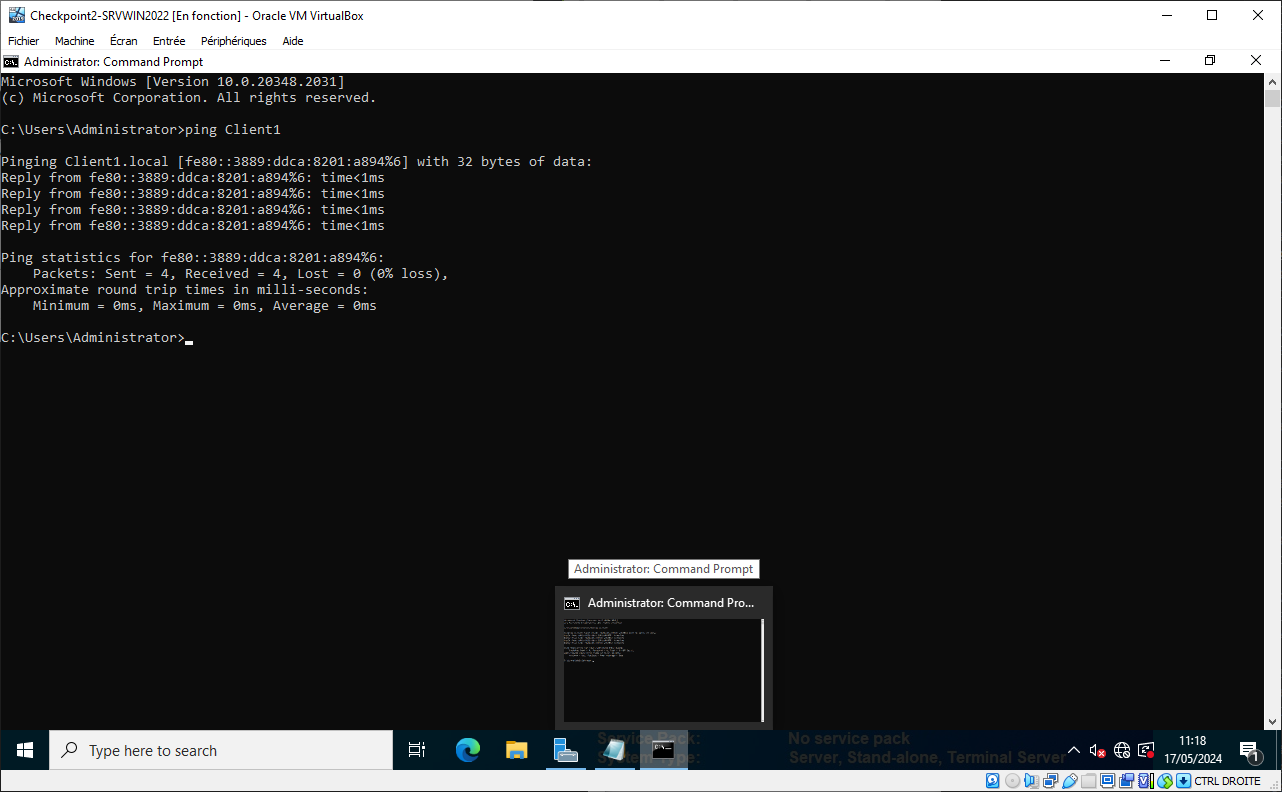 Checkpoint2-SRVWIN2022 [En fonction] - Oracle VM VirtualBox
Fichier Machine Écran Entrée Périphériques Aide
Administrator: Command Prompt
Microsoft Windows [Version 10.0.20348.2031]
(c) Microsoft Corporation. All rights reserved.
C:\Users\Administrator>ping Client1
Pinging Client1.local [fe80::3889:ddca:8201:a894%6] with 32 bytes of data:
Reply from fe80::3889:ddca:8201:a894%6: time<1ms
Reply from fe80::3889:ddca:8201:a894%6: time<1ms
Reply from fe80::3889:ddca:8201:a894%6: time<1ms
Reply from fe80::3889:ddca:8201:a894%6: time<1ms
Ping statistics for fe80::3889:ddca:8201:a894%6:
Packets: Sent = 4, Received = 4, Lost = 0 (0% loss),
Approximate round trip times in milli-seconds:
Minimum = 0ms, Maximum = 0ms, Average = 0ms
C:\Users\Administrator>
Administrator: Command Prompt
Administrator: Command Pro...
Type here to search
Service Pack: No service pack
System Type: Server, Stand-alone, Terminal Server
11:18
17/05/2024
1
CTRL DROITE